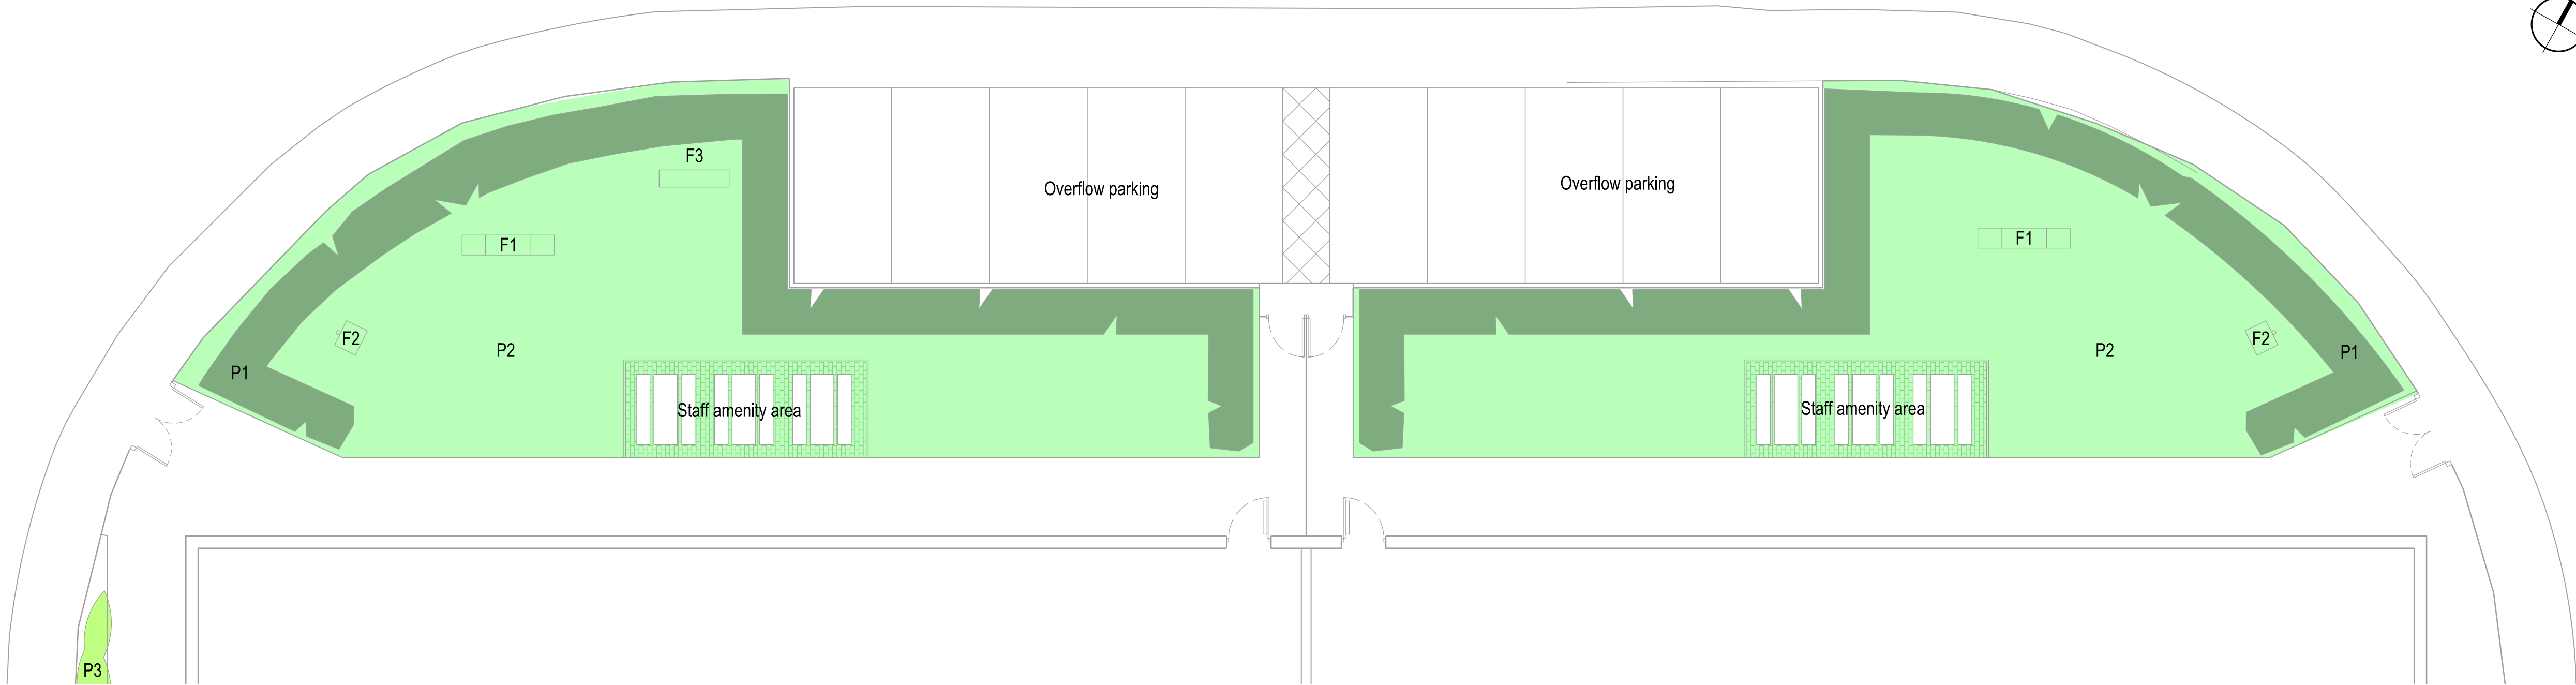 F3
Overflow parking
Overflow parking
F1
F1
F2
F2
P2
P2
P1
P1
Staff amenity area
Staff amenity area
P3